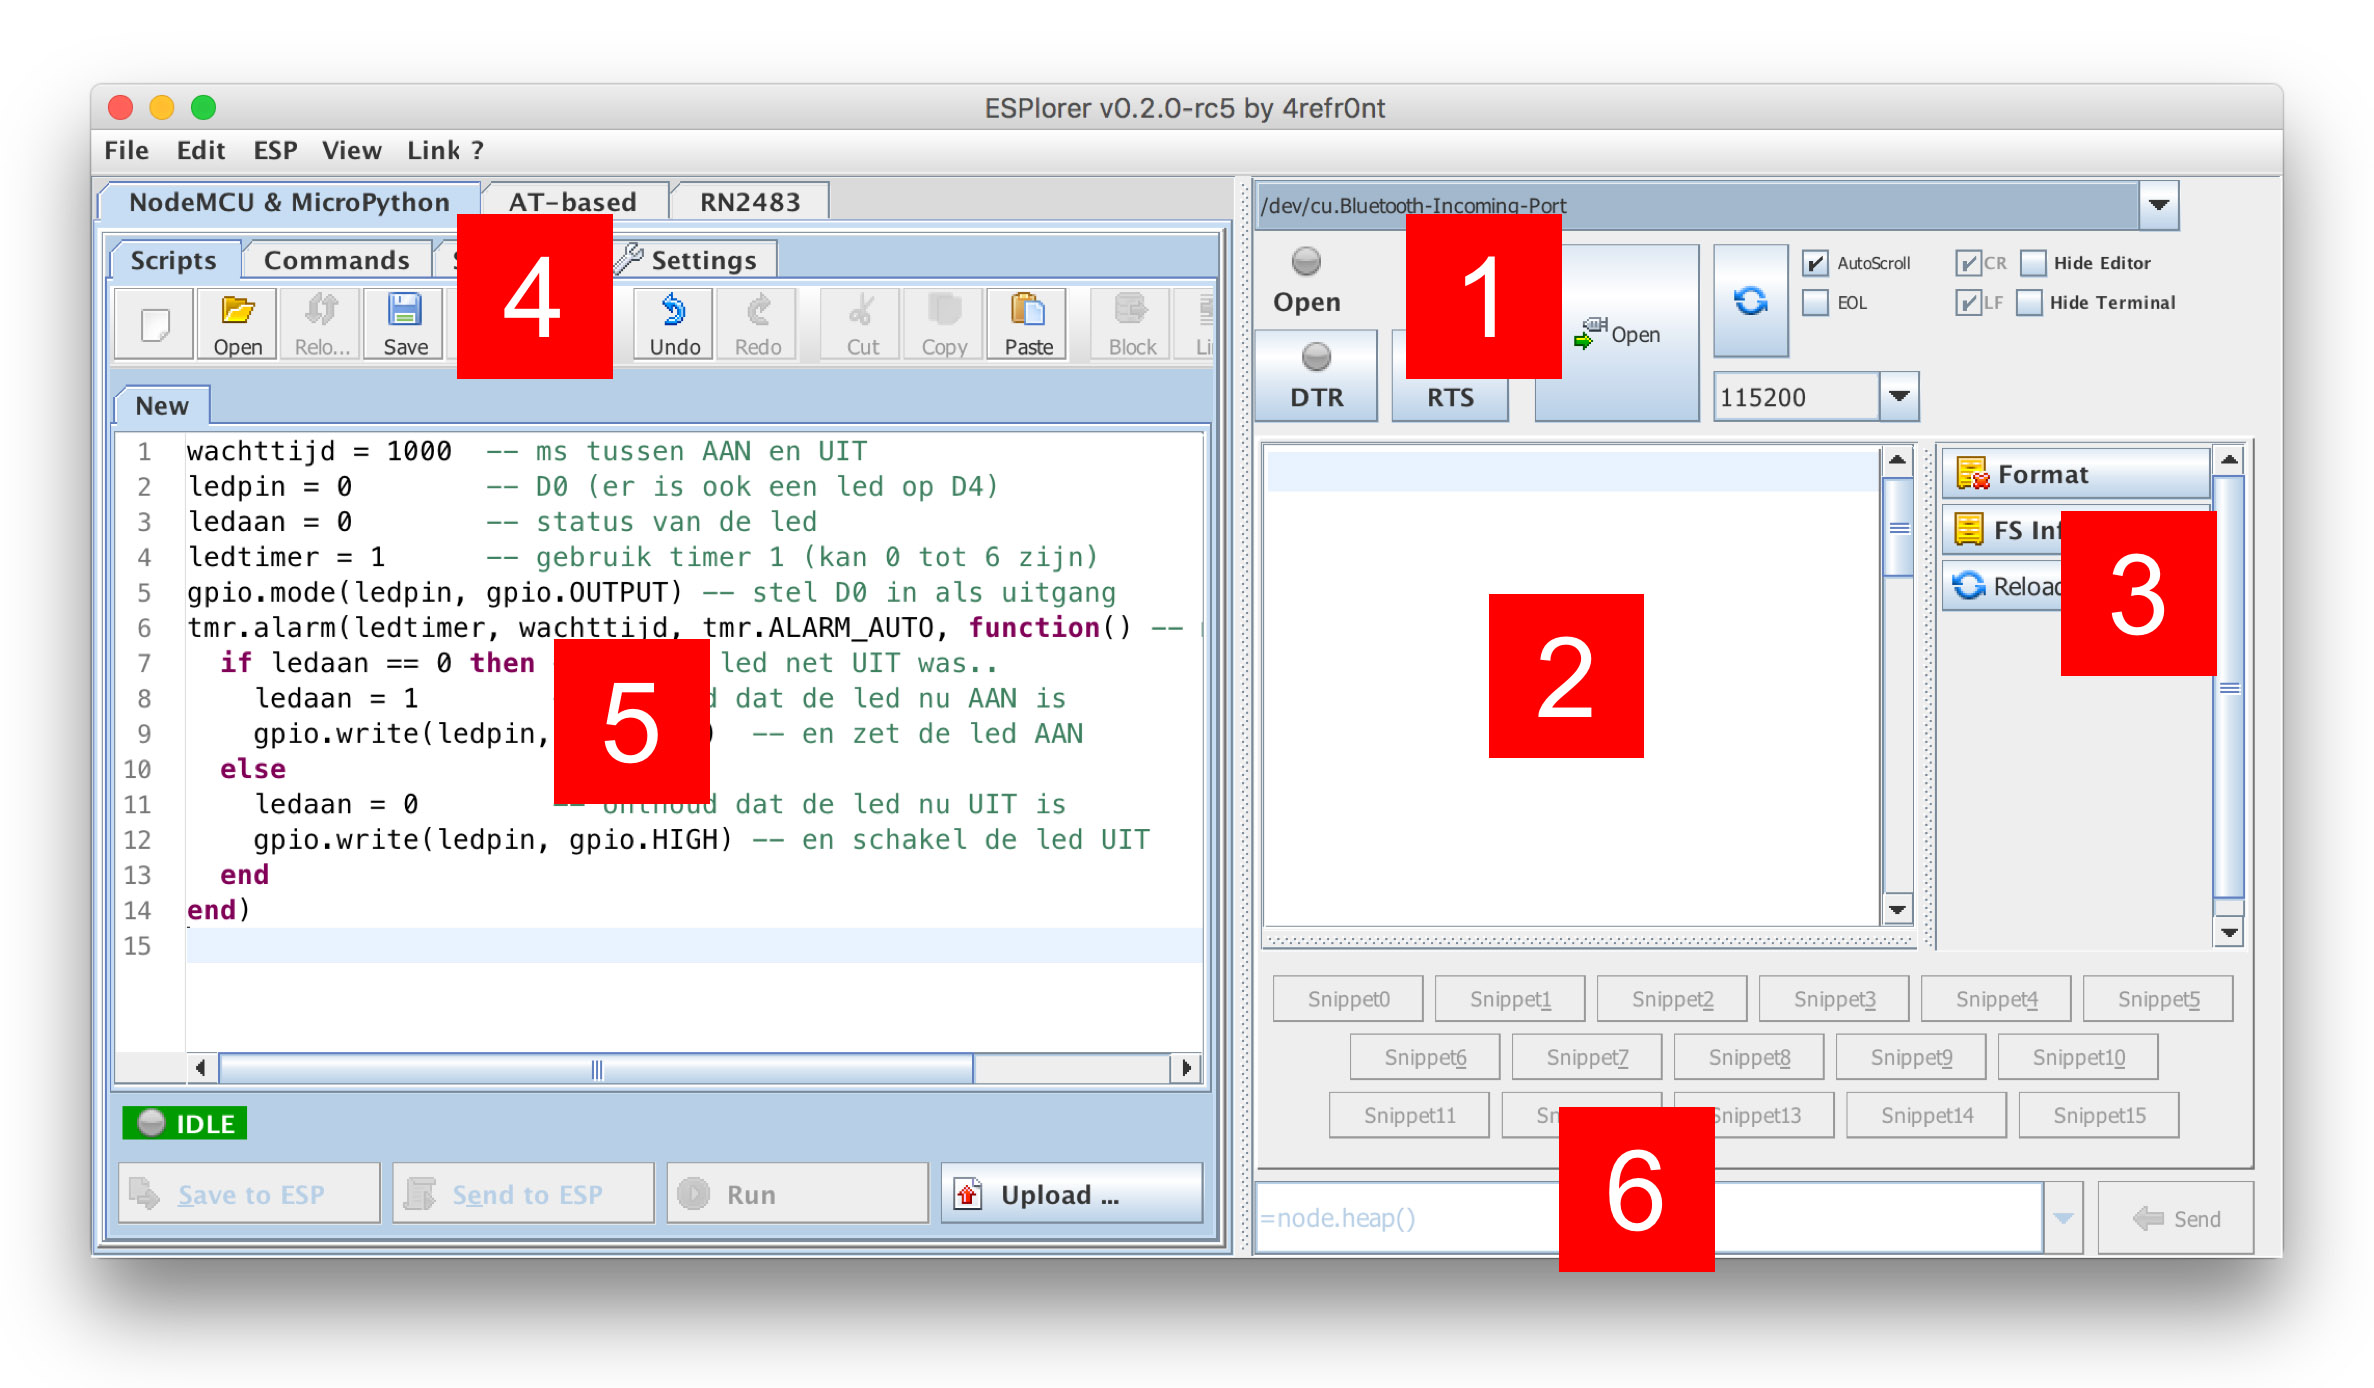 ESPlorer v0.2.0-rc5 by 4refr0nt
File Edit ESP View Link ?
NodeMCU & MicroPython AT-based RN2483
Scripts Commands Settings
Open Relo... Save Undo Redo Cut Copy Paste Block
4
New
1 wachttijd = 1000 -- ms tussen AAN en UIT
2 ledpin = 0 -- D0 (er is ook een led op D4)
3 ledaan = 0 -- status van de led
4 ledtimer = 1 -- gebruik timer 1 (kan 0 tot 6 zijn)
5 gpio.mode(ledpin, gpio.OUTPUT) -- stel D0 in als uitgang
6 tmr.alarm(ledtimer, wachttijd, tmr.ALARM_AUTO, function() --
7 if ledaan == 0 then led net UIT was..
8 ledaan = 1 dat de led nu AAN is
9 gpio.write(ledpin, ) -- en zet de led AAN
10 else
11 ledaan = 0 -- onthoud dat de led nu UIT is
12 gpio.write(ledpin, gpio.HIGH) -- en schakel de led UIT
13 end
14 end)
15
5
IDLE
Save to ESP Send to ESP Run Upload ...
/dev/cu.Bluetooth-Incoming-Port
1
Open
DTR RTS
Open
AutoScroll CR Hide Editor
EOL LF Hide Terminal
115200
2
Format
FS Inf
Reload
3
Snippet0 Snippet1 Snippet2 Snippet3 Snippet4 Snippet5
Snippet6 Snippet7 Snippet8 Snippet9 Snippet10
Snippet11 Snippet13 Snippet14 Snippet15
6
=node.heap() Send